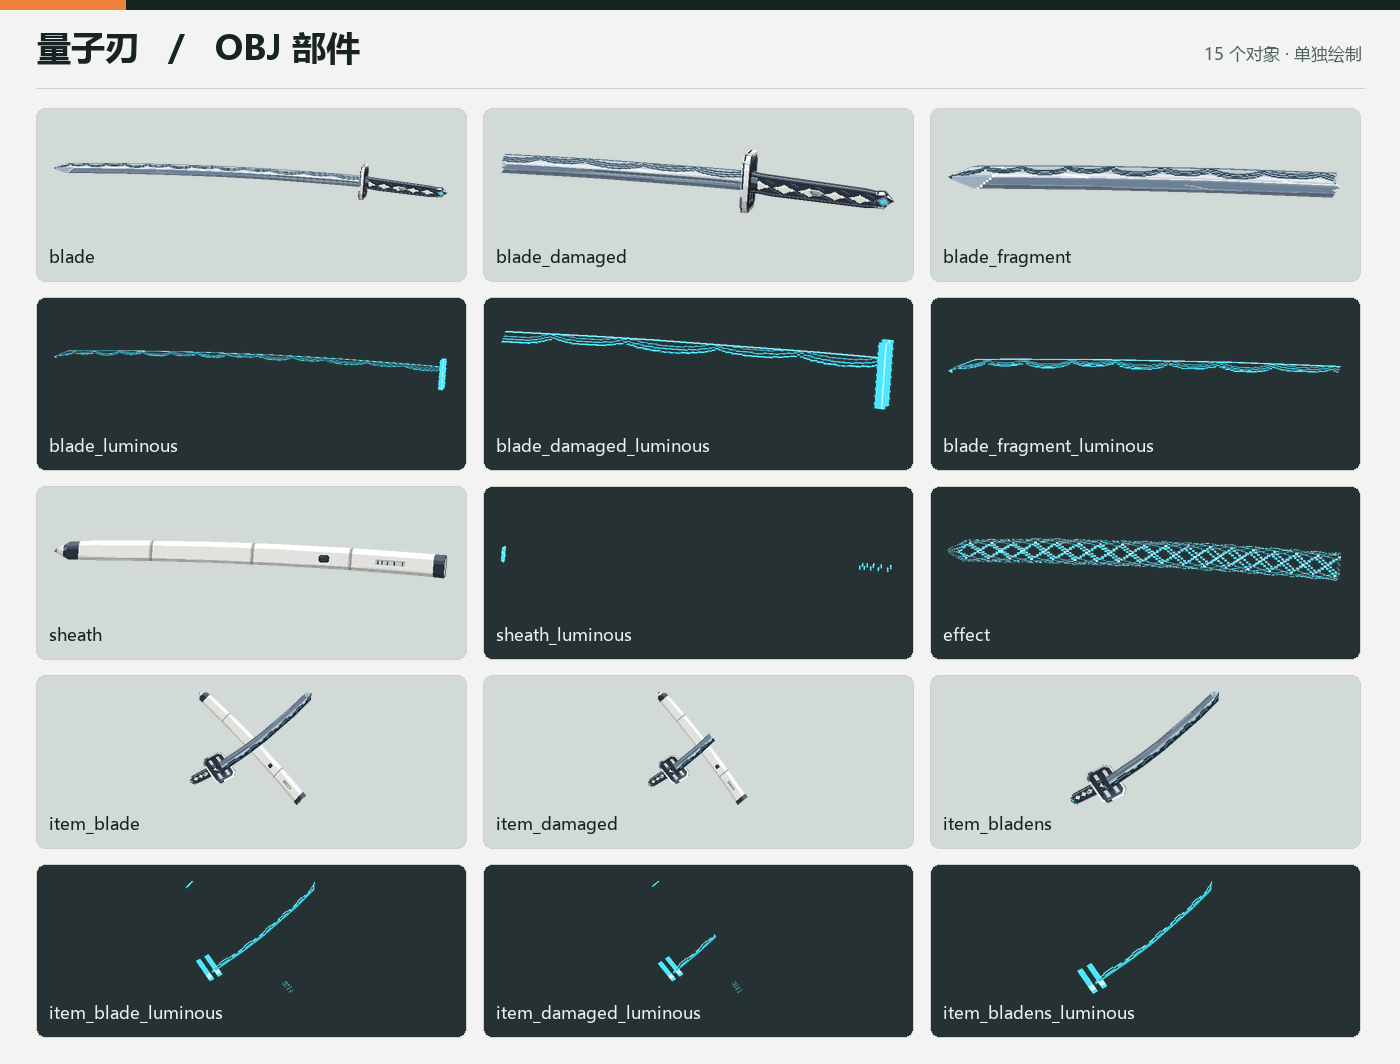 量子刃 / OBJ 部件
15 个对象 · 单独绘制
blade
blade_damaged
blade_fragment
blade_luminous
blade_damaged_luminous
blade_fragment_luminous
sheath
sheath_luminous
effect
item_blade
item_damaged
item_bladens
item_blade_luminous
item_damaged_luminous
item_bladens_luminous